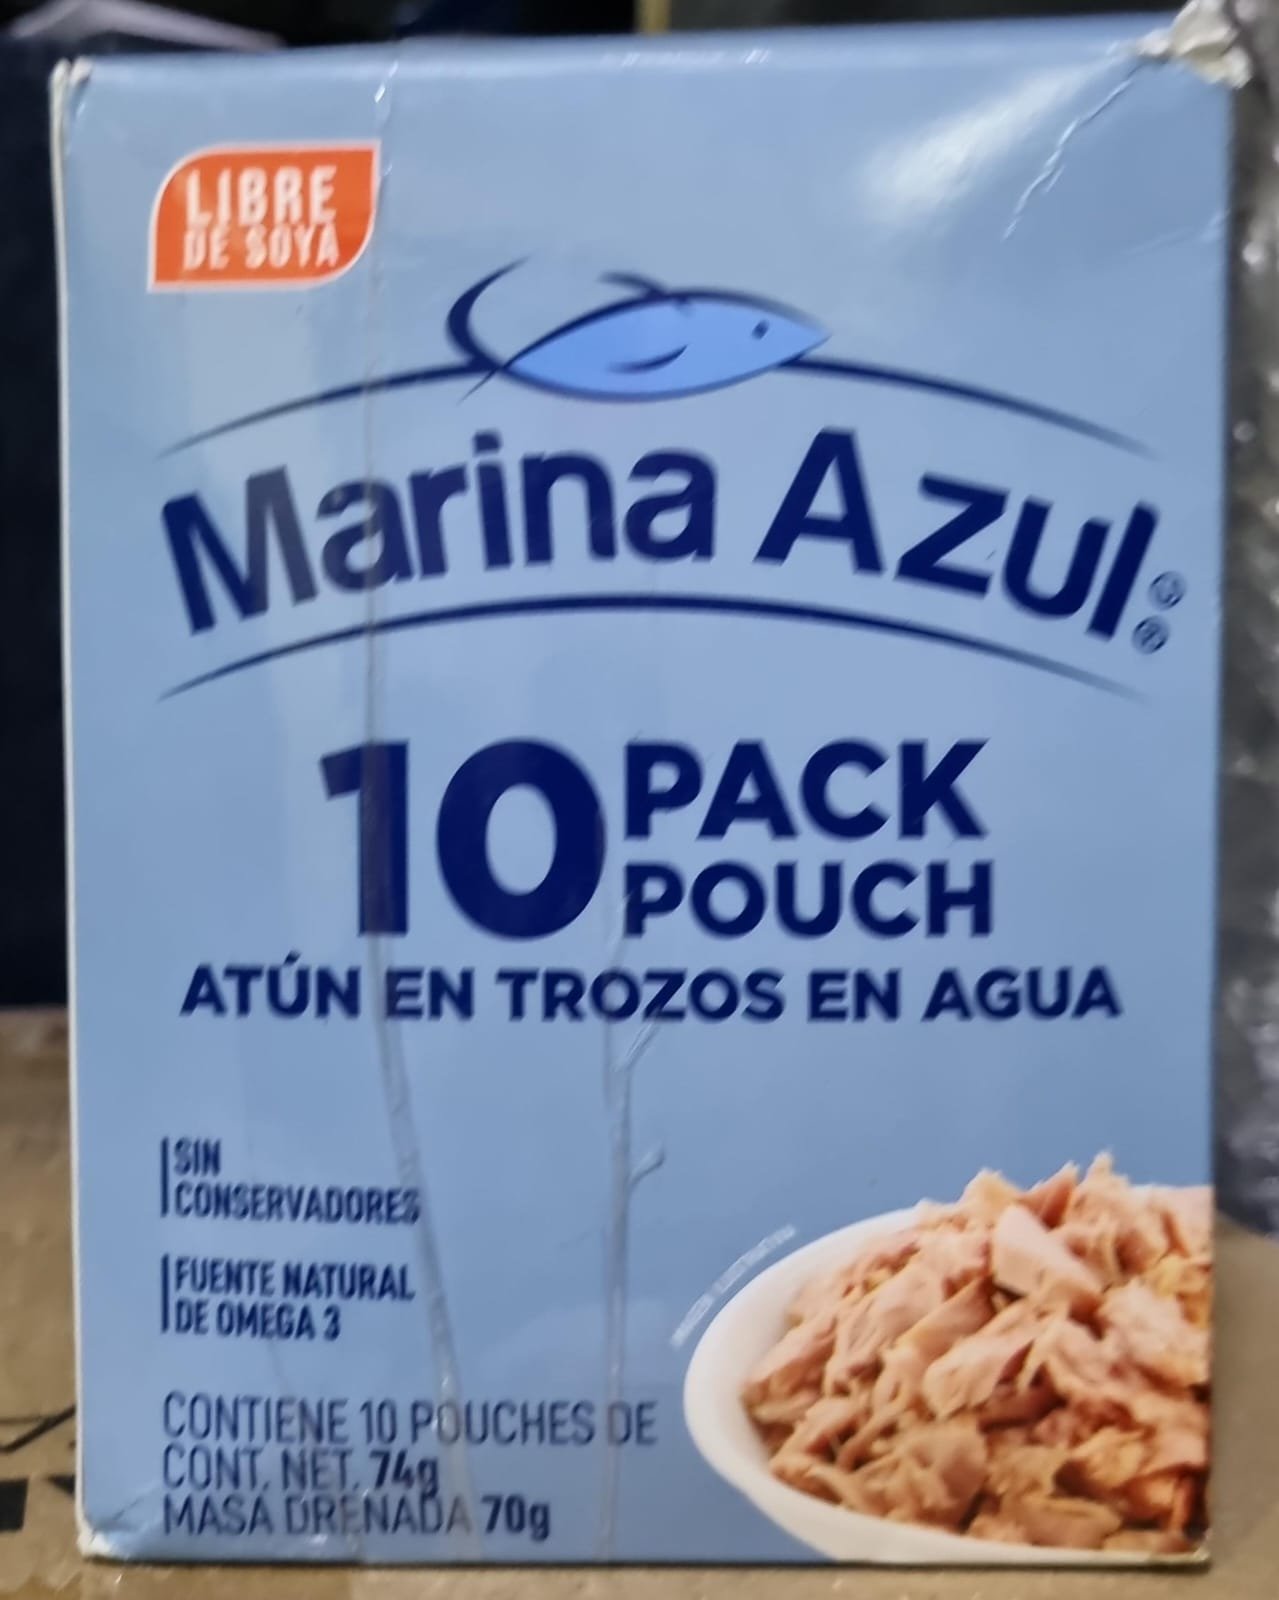 LIBRE
DE SOYA
Marina Azul
10 PACK
POUCH
ATÚN EN TROZOS EN AGUA
SIN
CONSERVADORES
FUENTE NATURAL
DE OMEGA 3
CONTIENE 10 POUCHES DE
CONT. NET. 74g
MASA DRENADA 70g